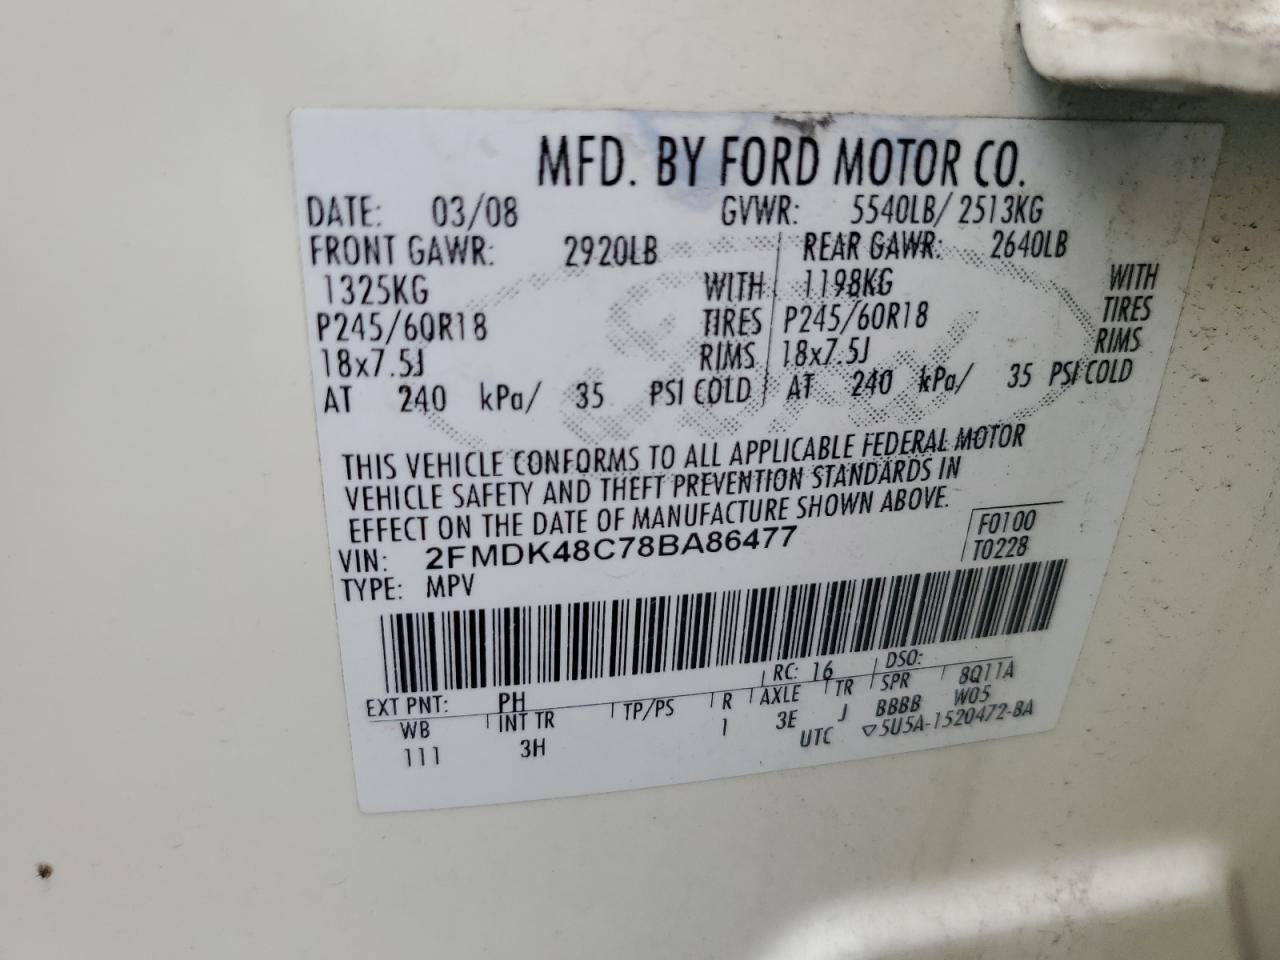 MFD. BY FORD MOTOR CO.
DATE: 03/08 GVWR: 5540LB/ 2513KG
FRONT GAWR: 2920LB REAR GAWR: 2640LB
1325KG WITH 1198KG WITH
P245/60R18 TIRES P245/60R18 TIRES
18x7.5J RIMS 18x7.5J RIMS
AT 240 kPa/ 35 PSI COLD AT 240 kPa/ 35 PSI COLD
THIS VEHICLE CONFORMS TO ALL APPLICABLE FEDERAL MOTOR
VEHICLE SAFETY AND THEFT PREVENTION STANDARDS IN
EFFECT ON THE DATE OF MANUFACTURE SHOWN ABOVE.
VIN: 2FMDK48C78BA86477 F0100
TYPE: MPV T0228
EXT PNT: PH RC: 16 DSO:
WB INT TR TP/PS R AXLE TR SPR 8Q11A
111 3H 1 3E J BBBB W05
UTC ▽5U5A-1520472-BA